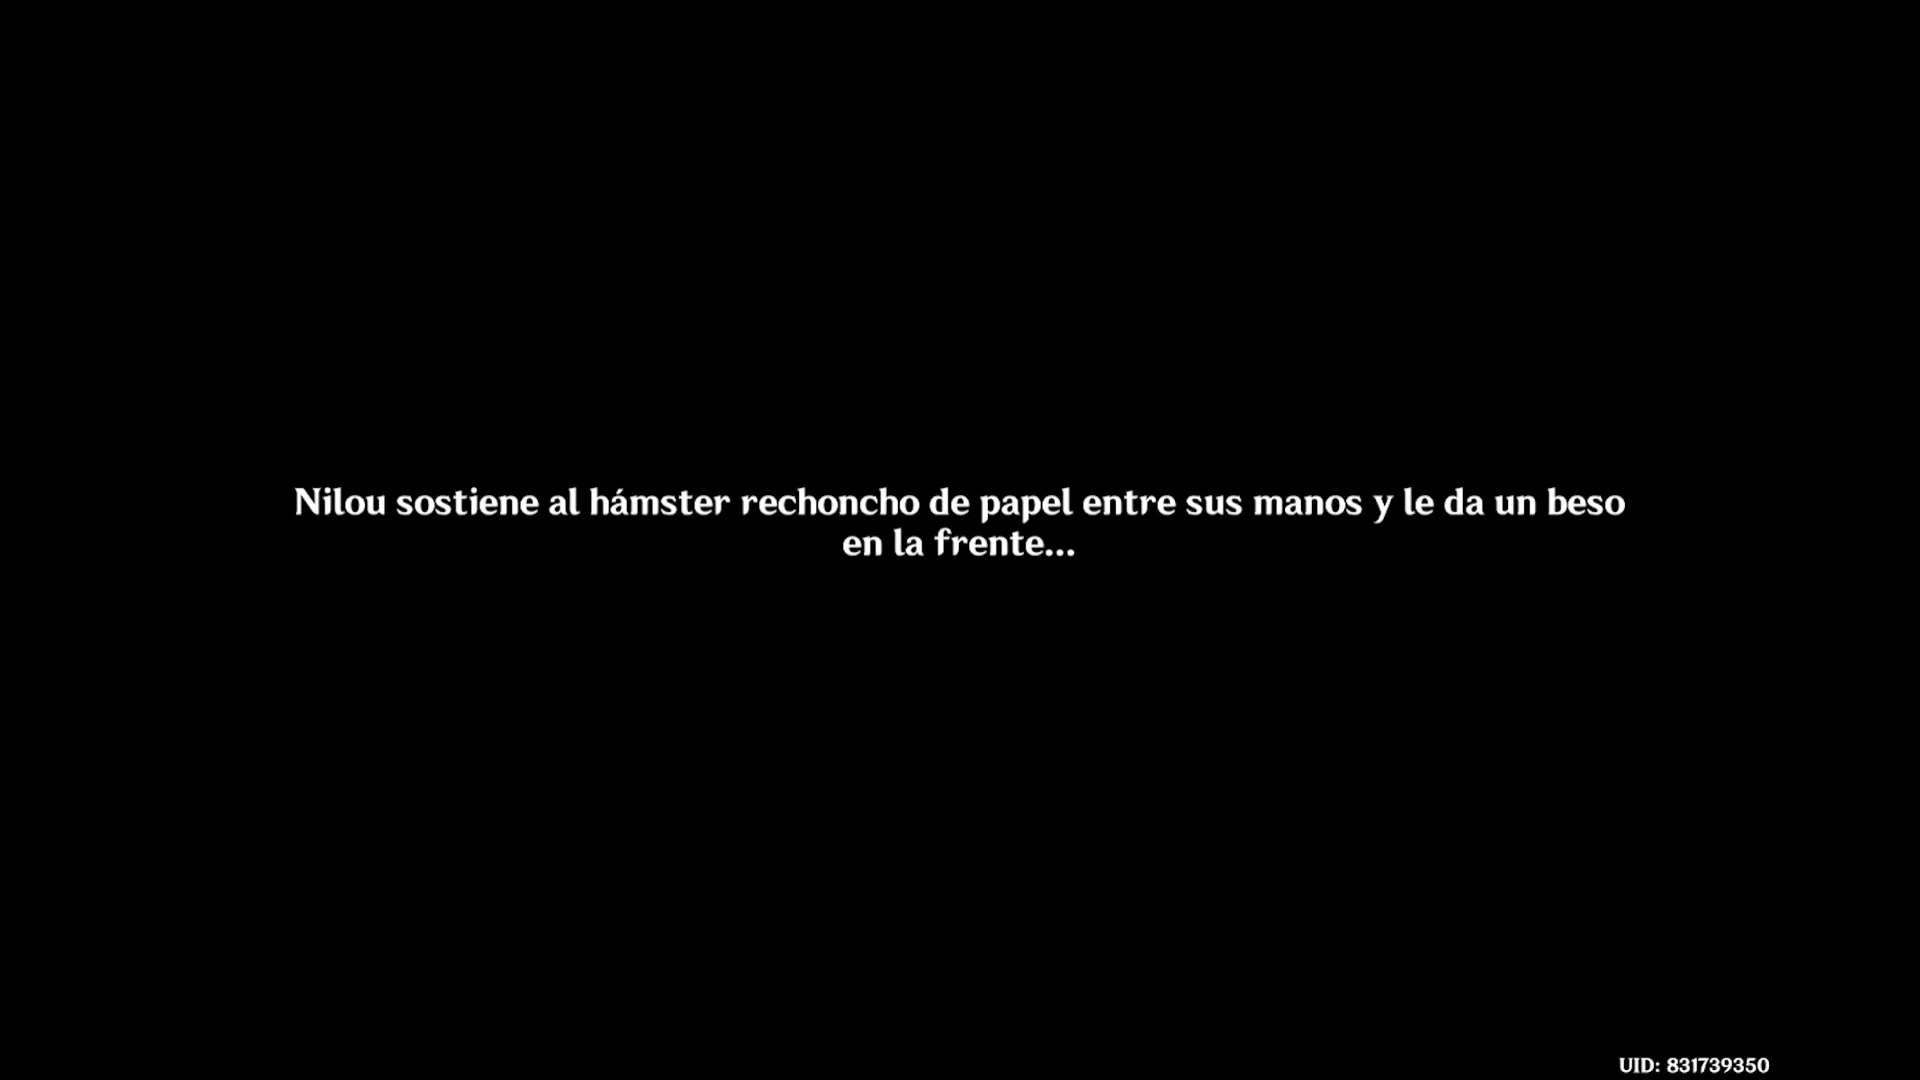 Nilou sostiene al hámster rechoncho de papel entre sus manos y le da un beso
en la frente...
UID: 831739350